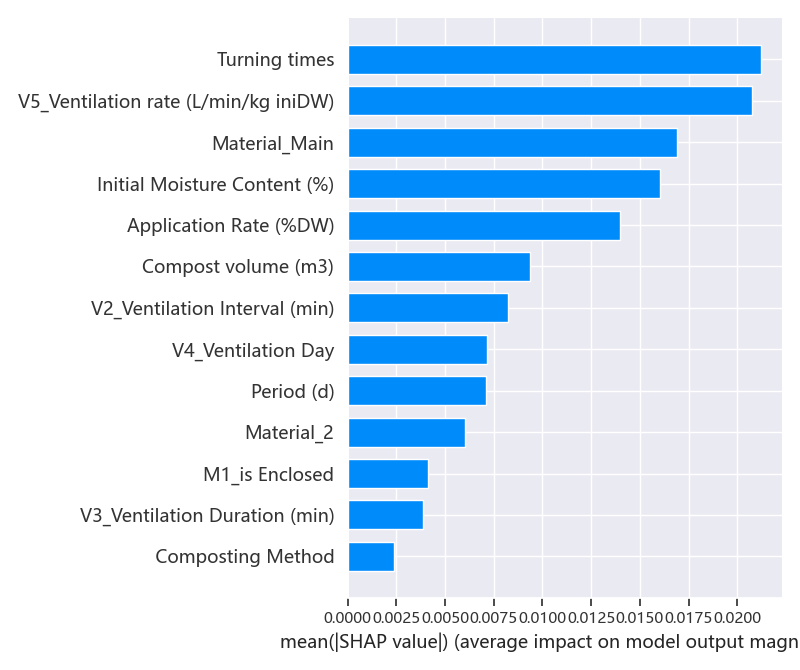 Turning times
V5_Ventilation rate (L/min/kg iniDW)
Material_Main
Initial Moisture Content (%)
Application Rate (%DW)
Compost volume (m3)
V2_Ventilation Interval (min)
V4_Ventilation Day
Period (d)
Material_2
M1_is Enclosed
V3_Ventilation Duration (min)
Composting Method
0.0000 0.0025 0.0050 0.0075 0.0100 0.0125 0.0150 0.0175 0.0200
mean(|SHAP value|) (average impact on model output magn